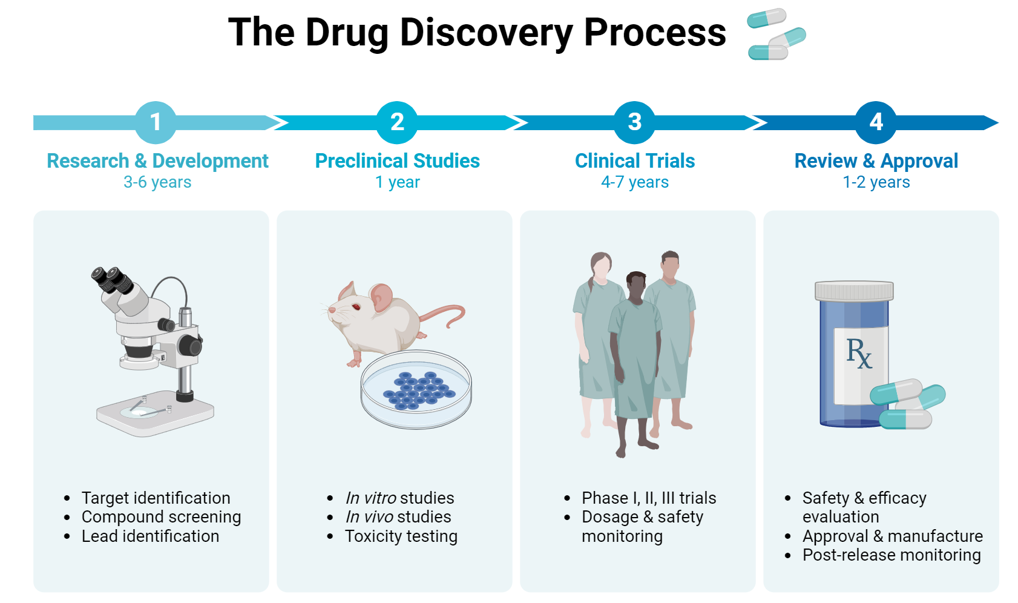 The Drug Discovery Process
1
2
3
4
Research & Development
3-6 years
Preclinical Studies
1 year
Clinical Trials
4-7 years
Review & Approval
1-2 years
• Target identification
• Compound screening
• Lead identification
• In vitro studies
• In vivo studies
• Toxicity testing
• Phase I, II, III trials
• Dosage & safety
monitoring
Rx
• Safety & efficacy
evaluation
• Approval & manufacture
• Post-release monitoring